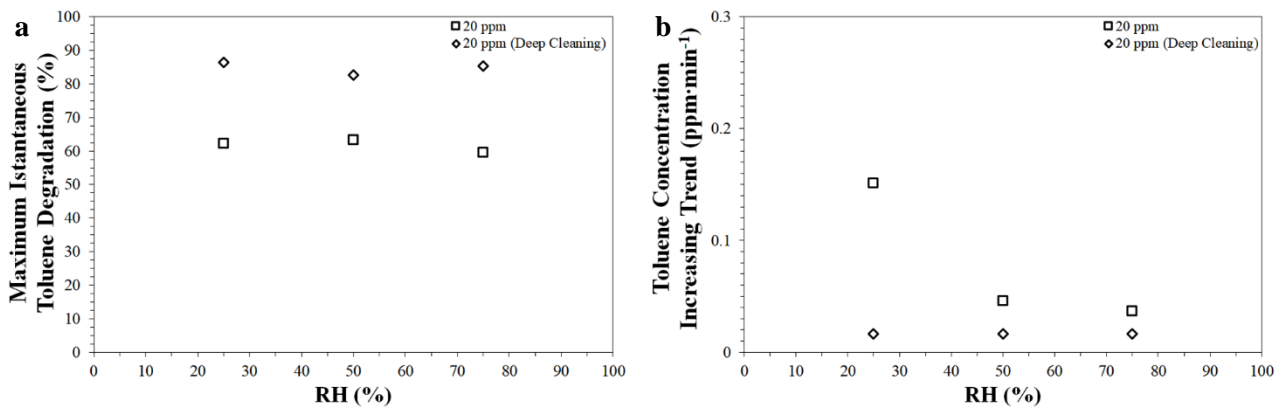 a
Maximum Istantaneous
Toluene Degradation (%)
100
90
80
70
60
50
40
30
20
10
0
20 ppm
20 ppm (Deep Cleaning)
0 10 20 30 40 50 60 70 80 90 100
RH (%)
b
Toluene Concentration
Increasing Trend (ppm·min⁻¹)
0.3
0.2
0.1
0
20 ppm
20 ppm (Deep Cleaning)
0 10 20 30 40 50 60 70 80 90 100
RH (%)